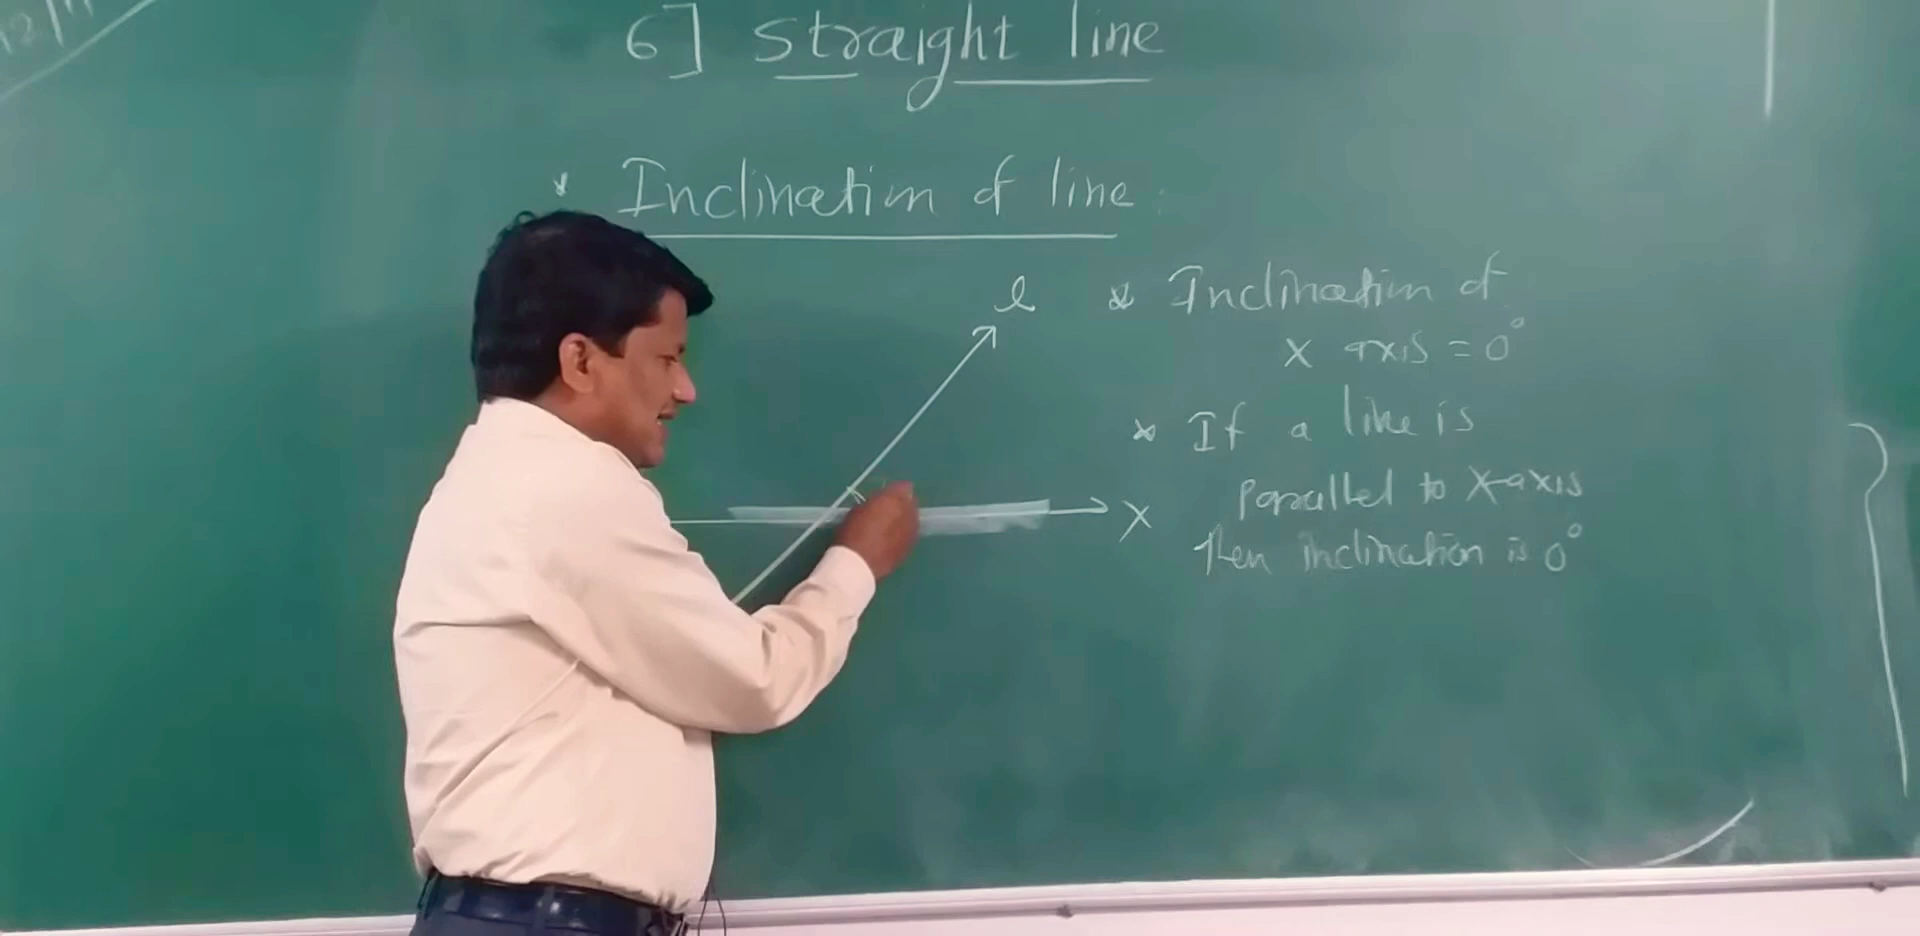 6] Straight line
* Inclination of line
l
X
* Inclination of
X axis = 0°
* If a line is
parallel to X-axis
then inclination is 0°